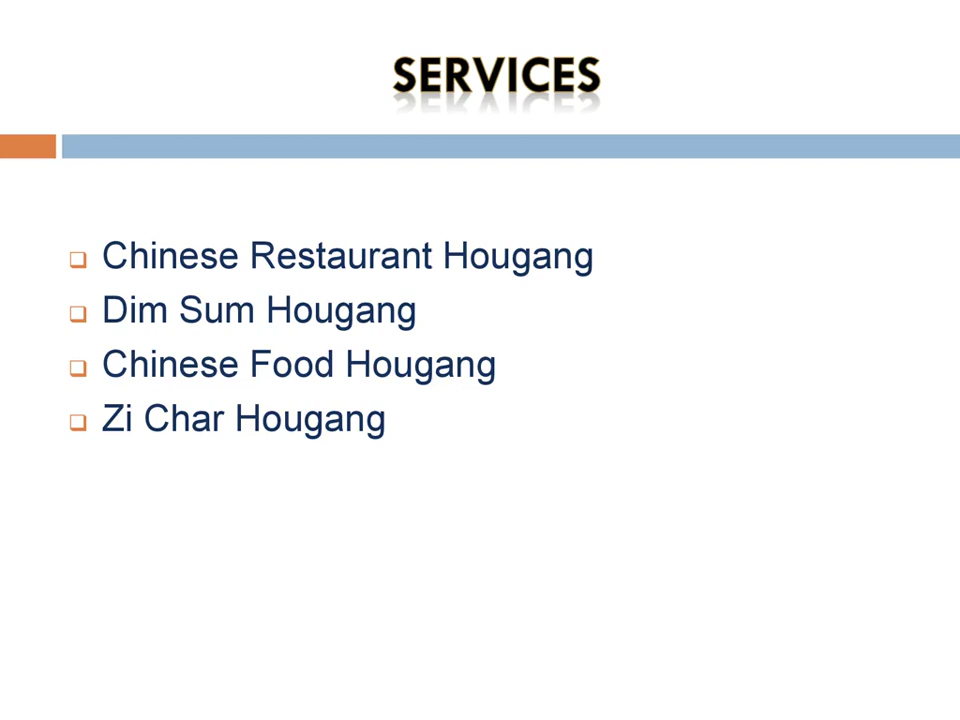 SERVICES
Chinese Restaurant Hougang
Dim Sum Hougang
Chinese Food Hougang
Zi Char Hougang